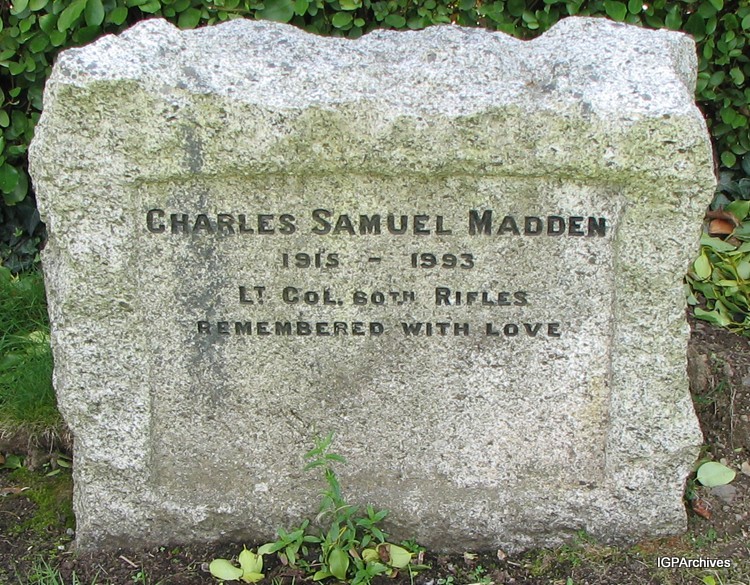 CHARLES SAMUEL MADDEN
1915 - 1993
LT. COL. 60TH RIFLES
REMEMBERED WITH LOVE
IGPArchives